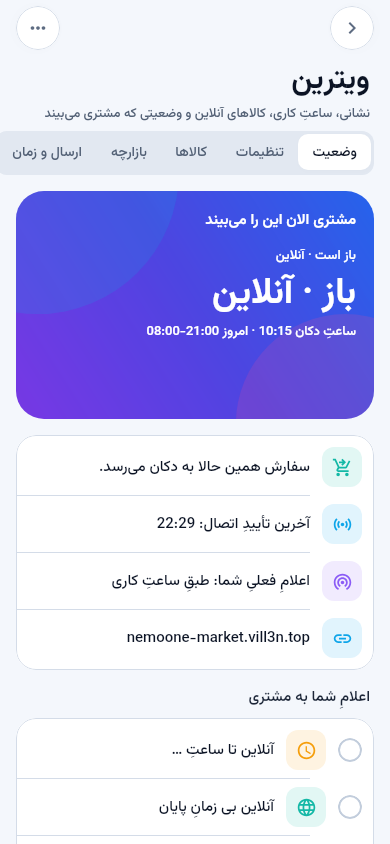 ویترین
نشانی، ساعتِ کاری، کالاهای آنلاین و وضعیتی که مشتری می‌بیند
وضعیت تنظیمات کالاها بازارچه ارسال و زمان
مشتری الان این را می‌بیند
باز است · آنلاین
باز · آنلاین
ساعتِ دکان 10:15 · امروز 08:00–21:00
سفارش همین حالا به دکان می‌رسد.
آخرین تأییدِ اتصال: 22:29
اعلامِ فعلیِ شما: طبقِ ساعتِ کاری
nemoone-market.vill3n.top
اعلامِ شما به مشتری
آنلاین تا ساعتِ ...
آنلاین بی زمانِ پایان